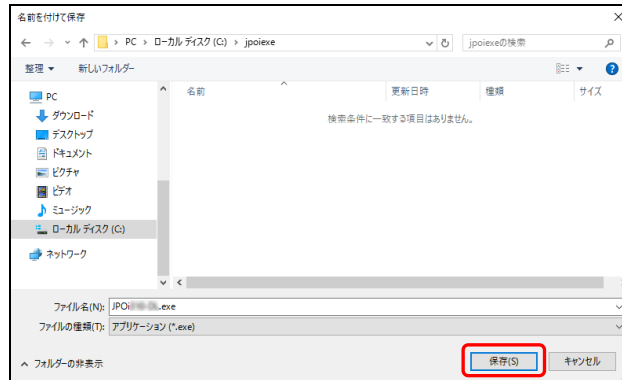 名前を付けて保存
> PC > ローカル ディスク (C:) > jpoiexe
jpoiexeの検索
整理 新しいフォルダー
名前 更新日時 種類 サイズ
検索条件に一致する項目はありません。
PC
ダウンロード
デスクトップ
ドキュメント
ピクチャ
ビデオ
ミュージック
ローカル ディスク (C:)
ネットワーク
ファイル名(N): JPOi .exe
ファイルの種類(T): アプリケーション (*.exe)
フォルダーの非表示
保存(S) キャンセル